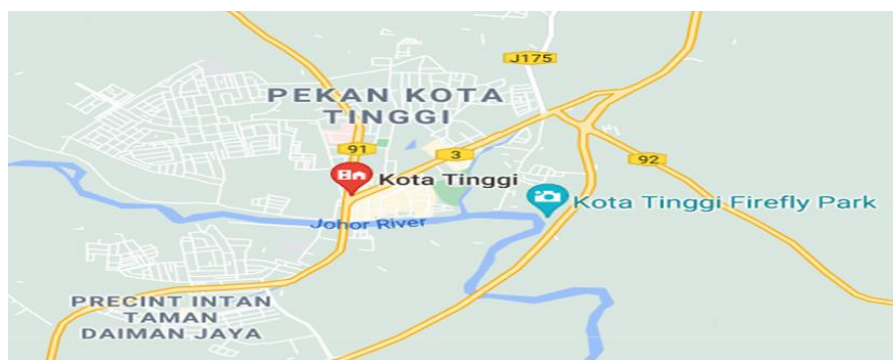 J175
PEKAN KOTA
TINGGI
91
3
92
Kota Tinggi
Kota Tinggi Firefly Park
Johor River
PRECINT INTAN
TAMAN
DAIMAN JAYA